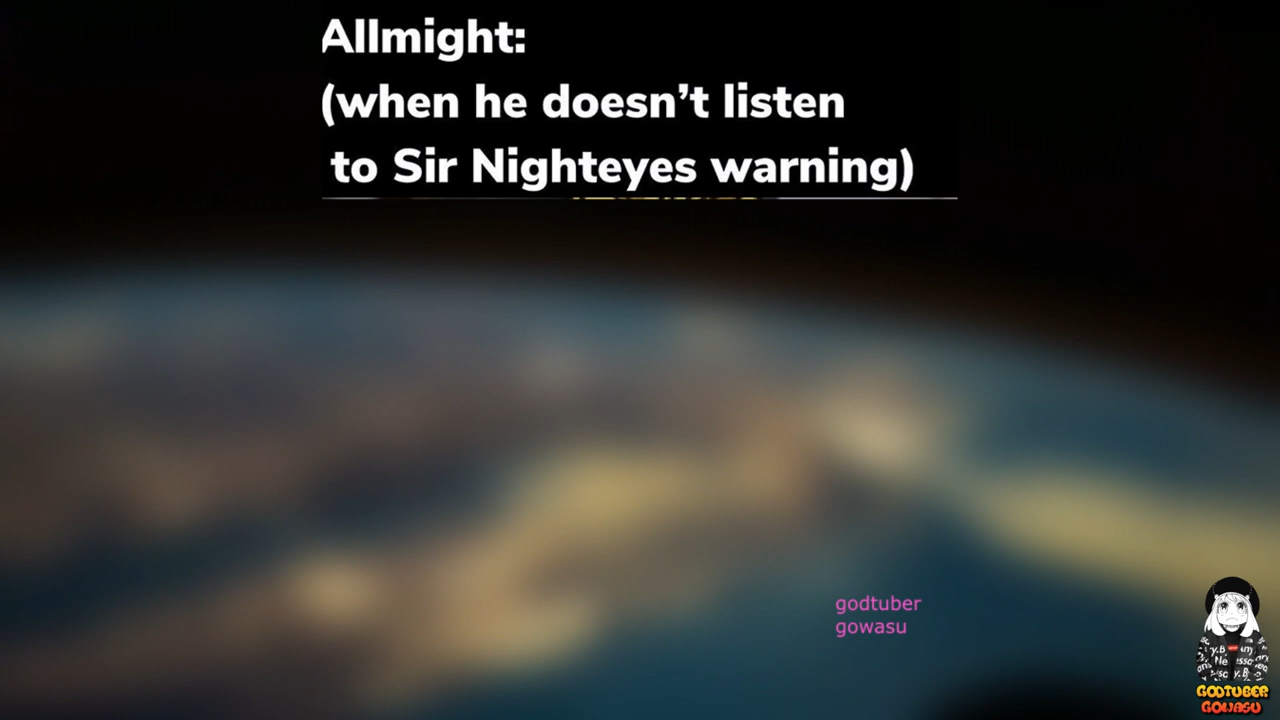 Allmight:
(when he doesn’t listen
to Sir Nighteyes warning)
godtuber
gowasu
GODTUBER
GOWASU